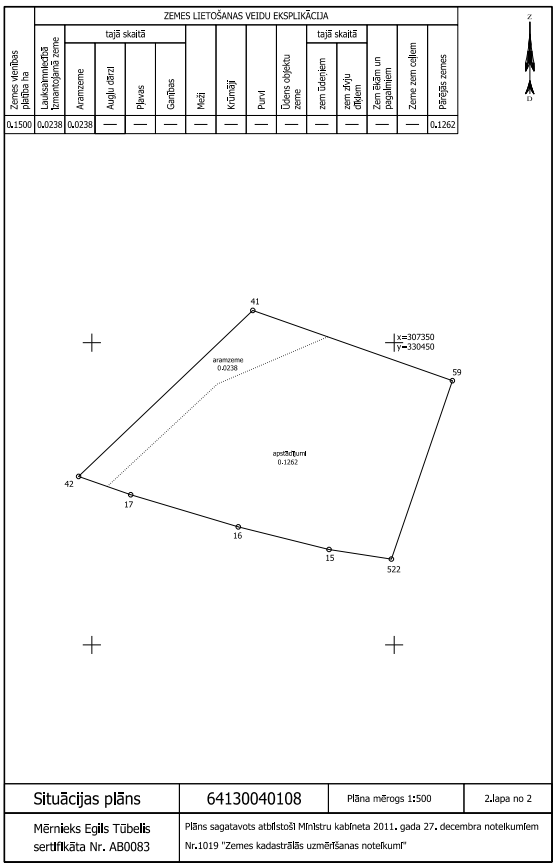 ZEMES LIETOŠANAS VEIDU EKSPLIKĀCIJA
Zemes vienības platība ha
Lauksaimniecībā izmantojamā zeme
tajā skaitā
Aramzeme
Augļu dārzi
Pļavas
Ganības
Meži
Krūmāji
Purvi
Ūdens objektu zeme
tajā skaitā
zem ūdeņiem
zem zivju dīķiem
Zem ēkām un pagalmiem
Zeme zem ceļiem
Pārējās zemes
0.1500 0.0238 0.0238 — — — — — — — — — — — — 0.1262
Z
D
41
x=307350
y=330450
aramzeme
0.0238
59
apstādījumi
0.1262
42
17
16
15
522
Situācijas plāns
64130040108
Plāna mērogs 1:500
2.lapa no 2
Mērnieks Egils Tūbelis
sertifikāta Nr. AB0083
Plāns sagatavots atbilstoši Ministru kabineta 2011. gada 27. decembra noteikumiem
Nr.1019 "Zemes kadastrālās uzmērīšanas noteikumi"